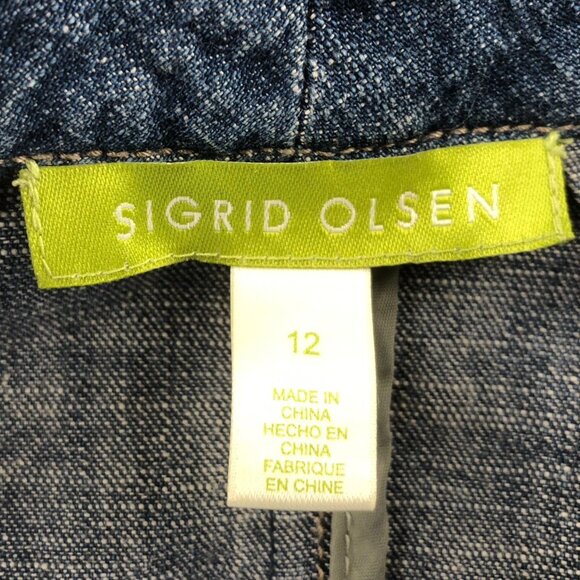 SIGRID OLSEN
12
MADE IN
CHINA
HECHO EN
CHINA
FABRIQUE
EN CHINE